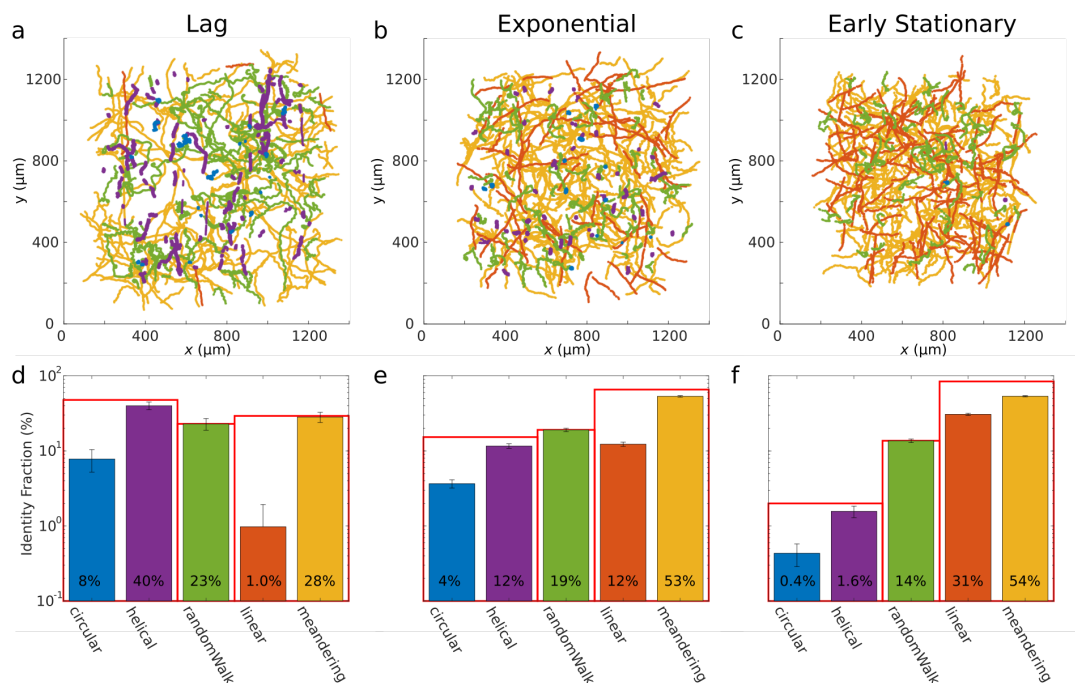 Lag
Exponential
Early Stationary
a
b
c
1200
800
400
0
y (µm)
0
400
800
1200
x (µm)
1200
800
400
0
y (µm)
0
400
800
1200
x (µm)
1200
800
400
0
y (µm)
0
400
800
1200
x (µm)
d
e
f
10²
10¹
10⁰
10⁻¹
Identity Fraction (%)
8%
40%
23%
1.0%
28%
circular
helical
randomWalk
linear
meandering
4%
12%
19%
12%
53%
circular
helical
randomWalk
linear
meandering
0.4%
1.6%
14%
31%
54%
circular
helical
randomWalk
linear
meandering